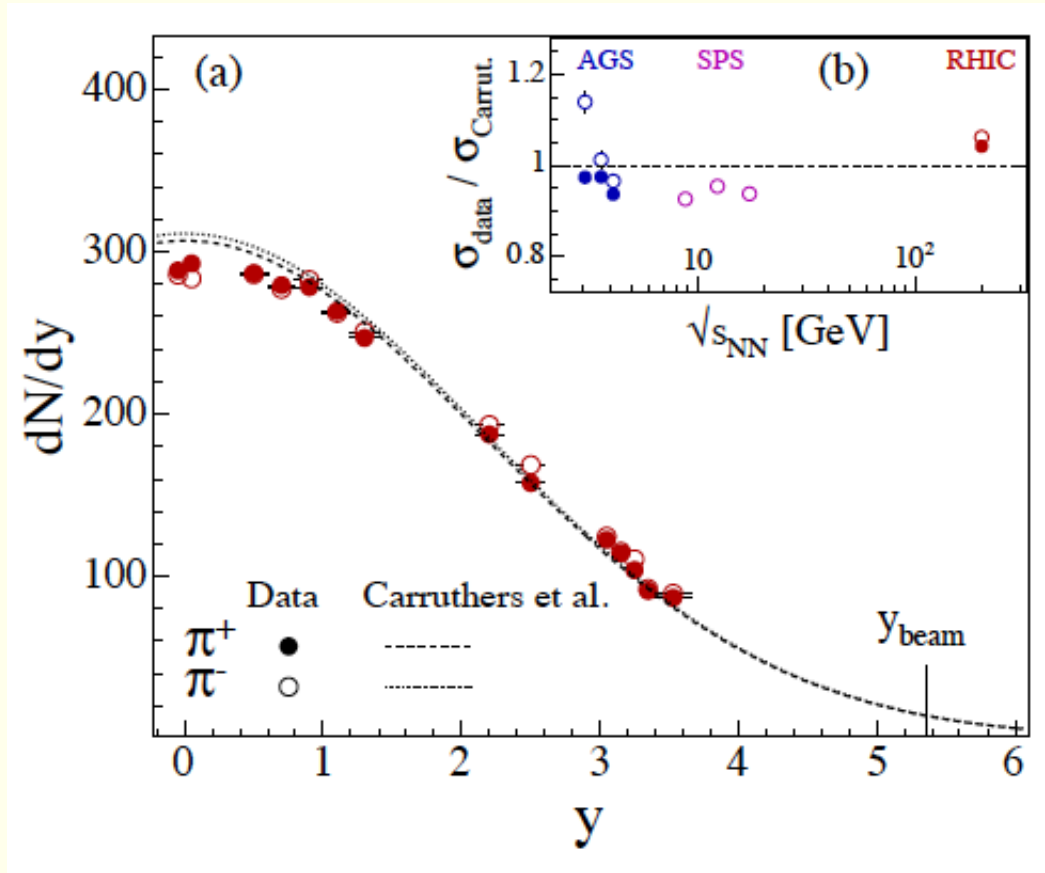 (a)
400
300
200
100
dN/dy
0 1 2 3 4 5 6
y
AGS SPS (b) RHIC
1.2
1
0.8
σdata / σCarrut.
10 10²
√sNN [GeV]
Data Carruthers et al.
π⁺
π⁻
ybeam